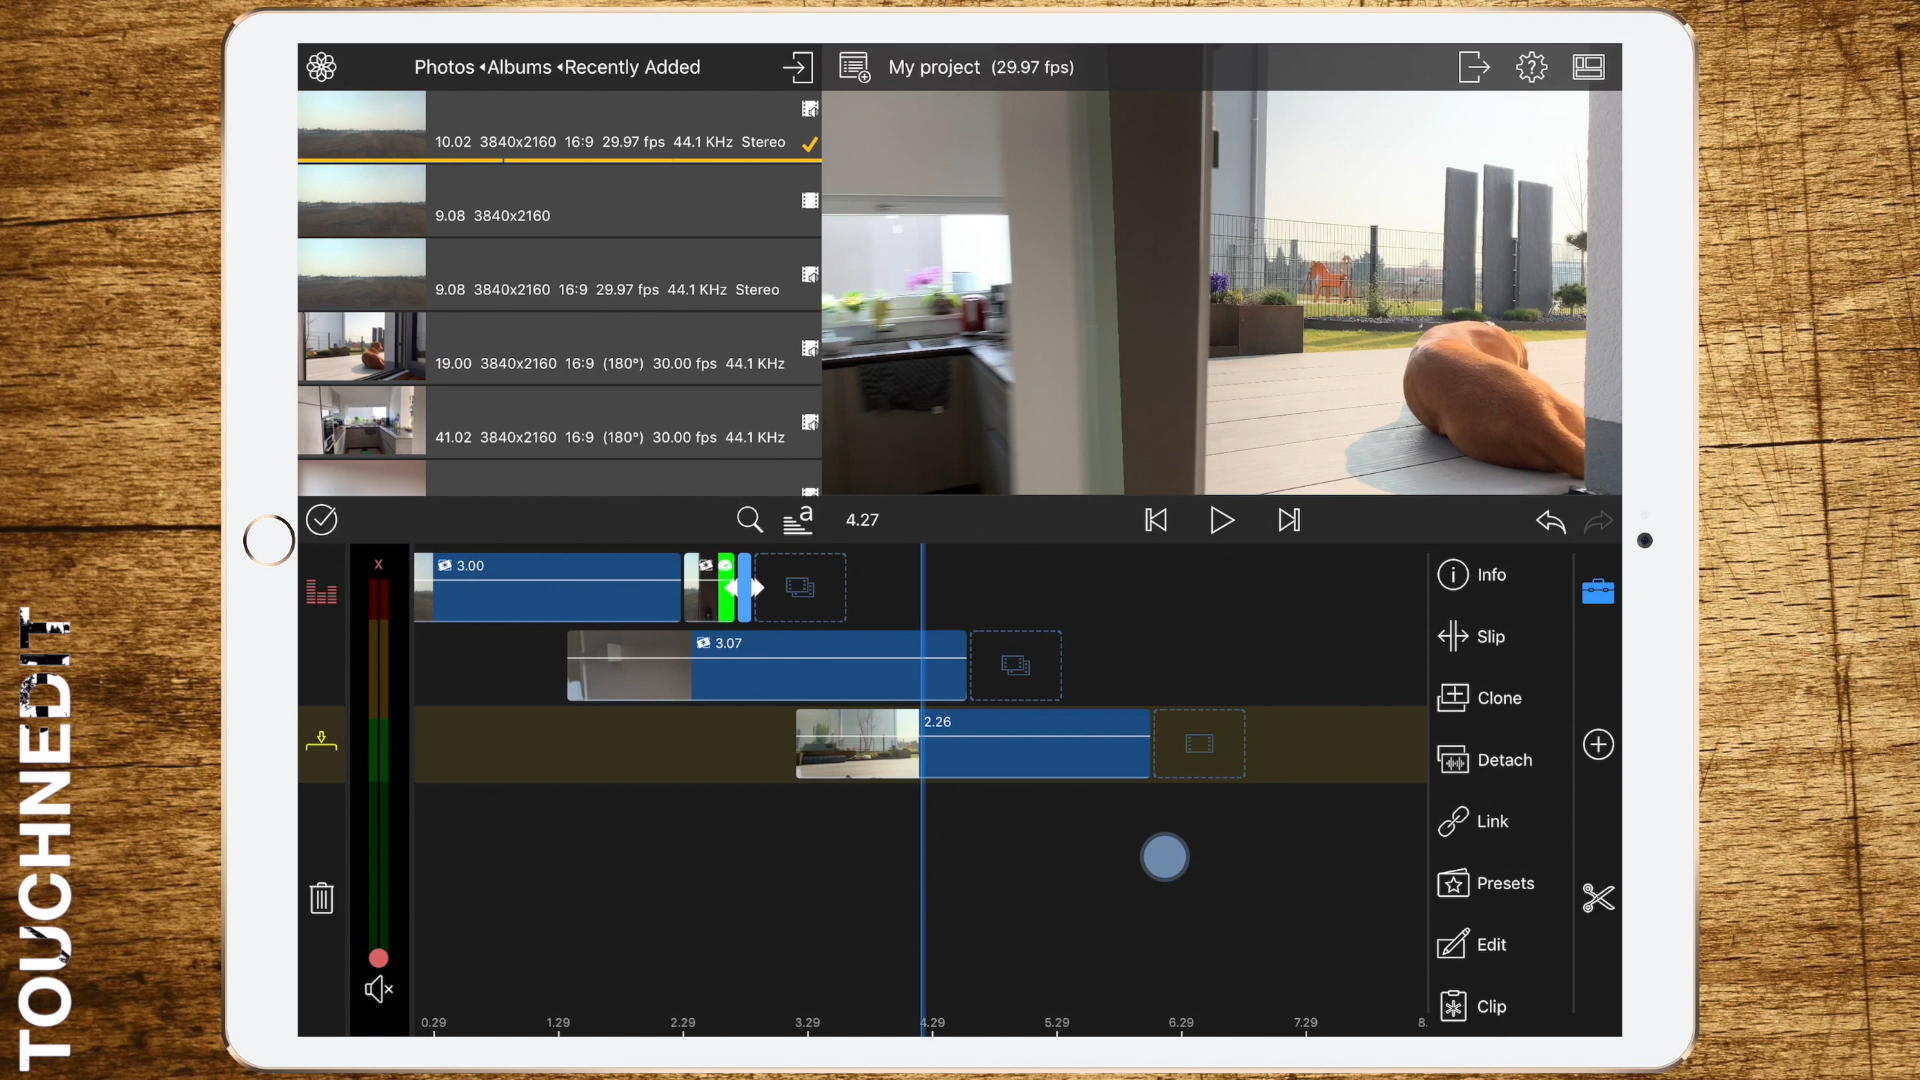 Photos ◂Albums ◂Recently Added
My project (29.97 fps)
10.02 3840x2160 16:9 29.97 fps 44.1 KHz Stereo
9.08 3840x2160
9.08 3840x2160 16:9 29.97 fps 44.1 KHz Stereo
19.00 3840x2160 16:9 (180°) 30.00 fps 44.1 KHz
41.02 3840x2160 16:9 (180°) 30.00 fps 44.1 KHz
a
4.27
x
3.00
3.07
2.26
Info
Slip
Clone
Detach
Link
Presets
Edit
Clip
0.29 1.29 2.29 3.29 4.29 5.29 6.29 7.29 8.
TOUCHNEDIT